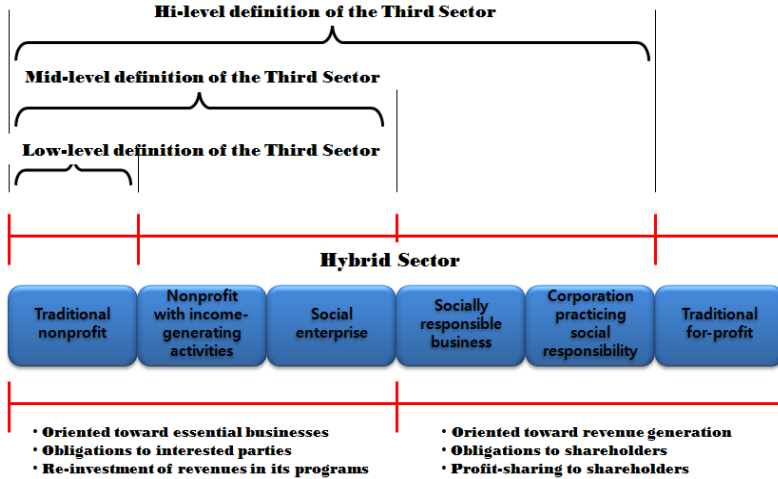 Hi-level definition of the Third Sector
Mid-level definition of the Third Sector
Low-level definition of the Third Sector
Hybrid Sector
Traditional
nonprofit
Nonprofit
with income-
generating
activities
Social
enterprise
Socially
responsible
business
Corporation
practicing
social
responsibility
Traditional
for-profit
• Oriented toward essential businesses
• Obligations to interested parties
• Re-investment of revenues in its programs
• Oriented toward revenue generation
• Obligations to shareholders
• Profit-sharing to shareholders